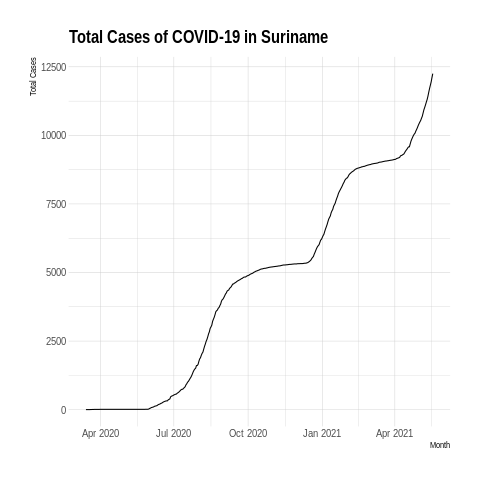 Total Cases of COVID-19 in Suriname
Total Cases
12500
10000
7500
5000
2500
0
Apr 2020 Jul 2020 Oct 2020 Jan 2021 Apr 2021
Month